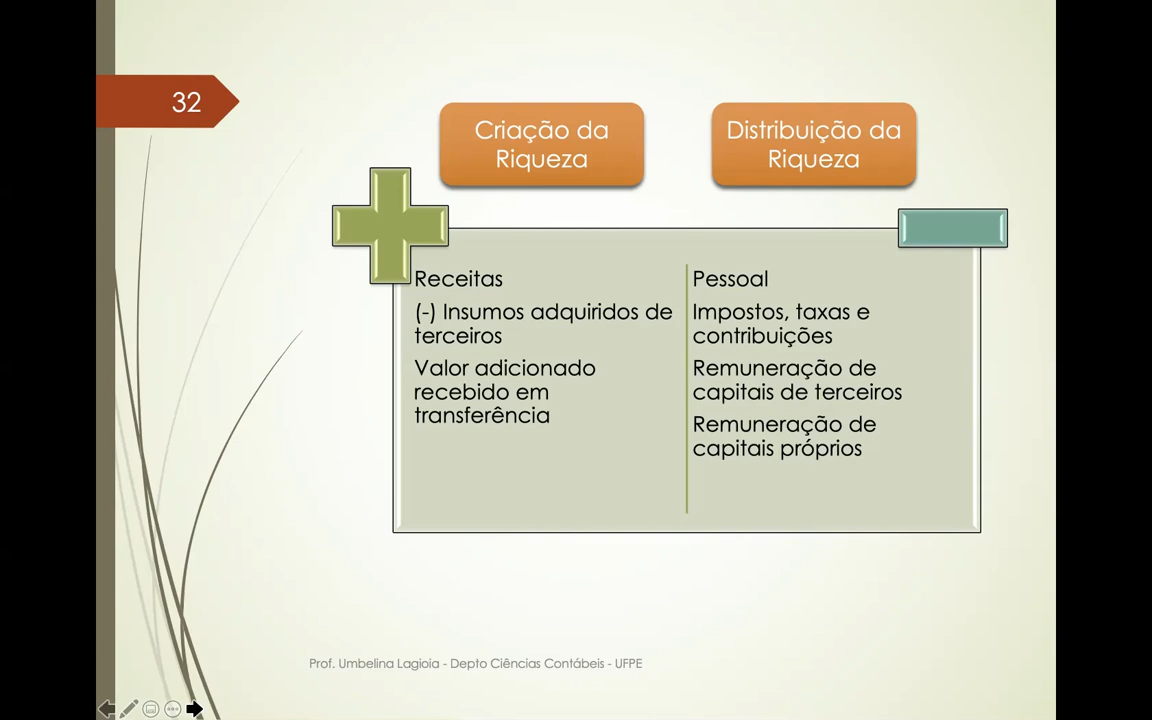 32
Criação da
Riqueza
Distribuição da
Riqueza
Receitas
(-) Insumos adquiridos de
terceiros
Valor adicionado
recebido em
transferência
Pessoal
Impostos, taxas e
contribuições
Remuneração de
capitais de terceiros
Remuneração de
capitais próprios
Prof. Umbelina Lagioia - Depto Ciências Contábeis - UFPE